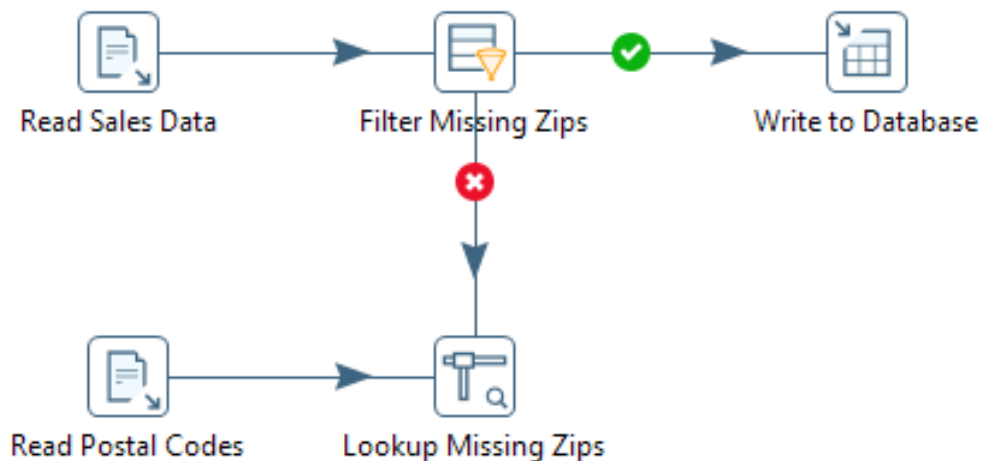 Read Sales Data
Filter Missing Zips
Write to Database
Read Postal Codes
Lookup Missing Zips